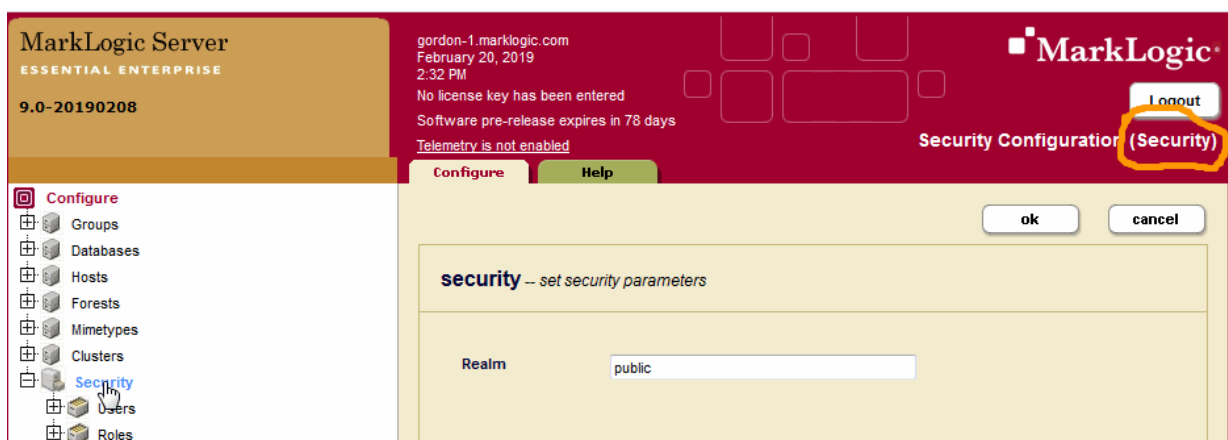 MarkLogic Server
ESSENTIAL ENTERPRISE
9.0-20190208
gordon-1.marklogic.com
February 20, 2019
2:32 PM
No license key has been entered
Software pre-release expires in 78 days
Telemetry is not enabled
MarkLogic
Logout
Security Configuration (Security)
Configure
Help
Configure
Groups
Databases
Hosts
Forests
Mimetypes
Clusters
Security
Users
Roles
ok
cancel
security -- set security parameters
Realm
public